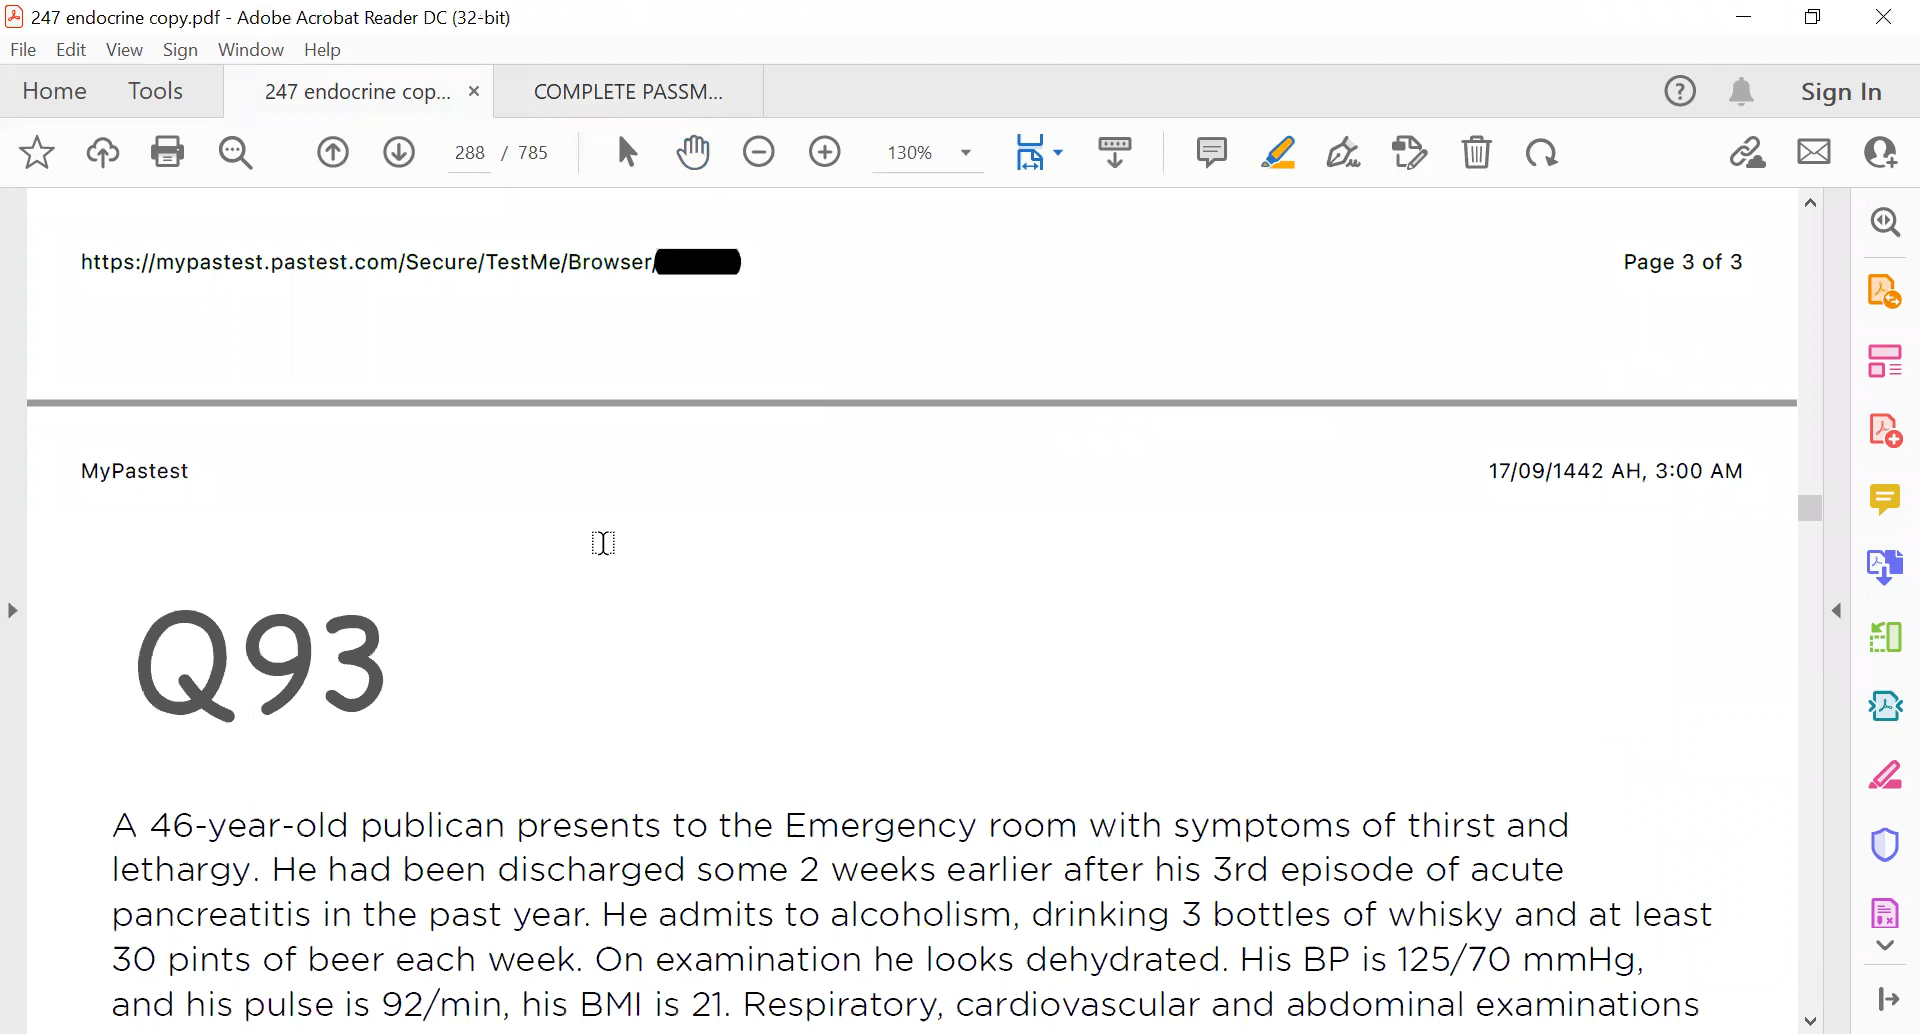 247 endocrine copy.pdf - Adobe Acrobat Reader DC (32-bit)
File Edit View Sign Window Help
Home Tools 247 endocrine cop... × COMPLETE PASSM... Sign In
288 / 785 130%
https://mypastest.pastest.com/Secure/TestMe/Browser/ Page 3 of 3
MyPastest 17/09/1442 AH, 3:00 AM
Q93
A 46-year-old publican presents to the Emergency room with symptoms of thirst and
lethargy. He had been discharged some 2 weeks earlier after his 3rd episode of acute
pancreatitis in the past year. He admits to alcoholism, drinking 3 bottles of whisky and at least
30 pints of beer each week. On examination he looks dehydrated. His BP is 125/70 mmHg,
and his pulse is 92/min, his BMI is 21. Respiratory, cardiovascular and abdominal examinations